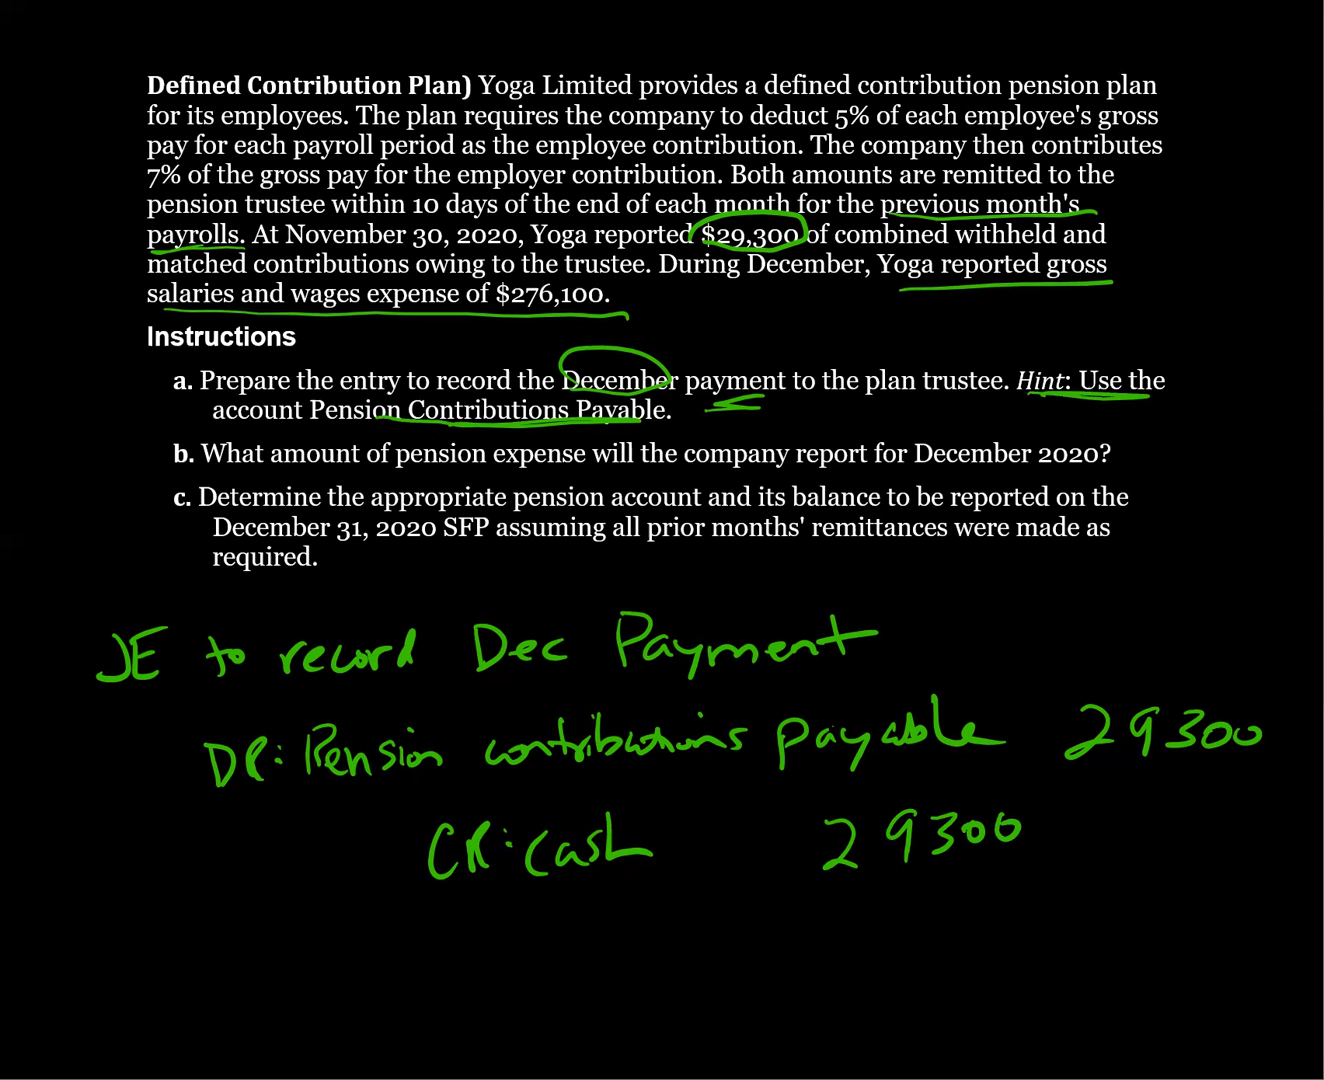 Defined Contribution Plan) Yoga Limited provides a defined contribution pension plan
for its employees. The plan requires the company to deduct 5% of each employee's gross
pay for each payroll period as the employee contribution. The company then contributes
7% of the gross pay for the employer contribution. Both amounts are remitted to the
pension trustee within 10 days of the end of each month for the previous month's
payrolls. At November 30, 2020, Yoga reported $29,300 of combined withheld and
matched contributions owing to the trustee. During December, Yoga reported gross
salaries and wages expense of $276,100.
Instructions
a. Prepare the entry to record the December payment to the plan trustee. Hint: Use the
account Pension Contributions Payable.
b. What amount of pension expense will the company report for December 2020?
c. Determine the appropriate pension account and its balance to be reported on the
December 31, 2020 SFP assuming all prior months' remittances were made as
required.
JE to record Dec Payment
DR: Pension contributions payable 29300
CR: Cash 29300